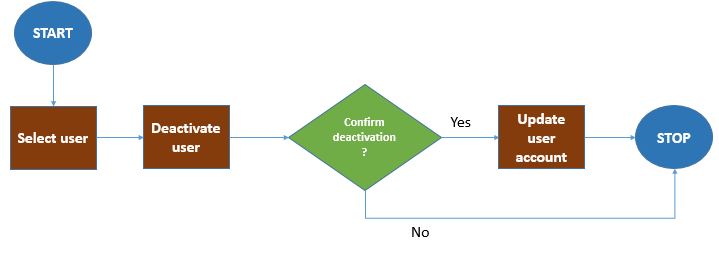 START
Select user
Deactivate
user
Confirm
deactivation
?
Yes
Update
user
account
STOP
No